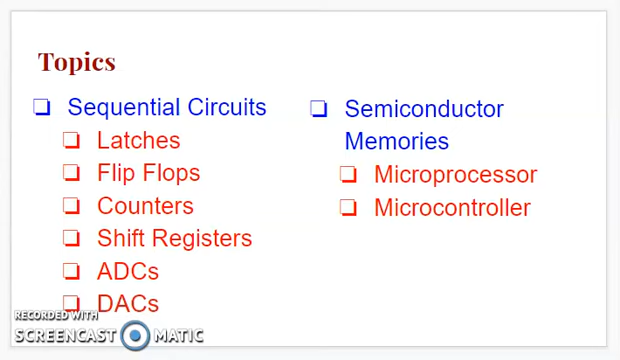 Topics
Sequential Circuits
Latches
Flip Flops
Counters
Shift Registers
ADCs
DACs
Semiconductor
Memories
Microprocessor
Microcontroller
RECORDED WITH
SCREENCAST MATIC